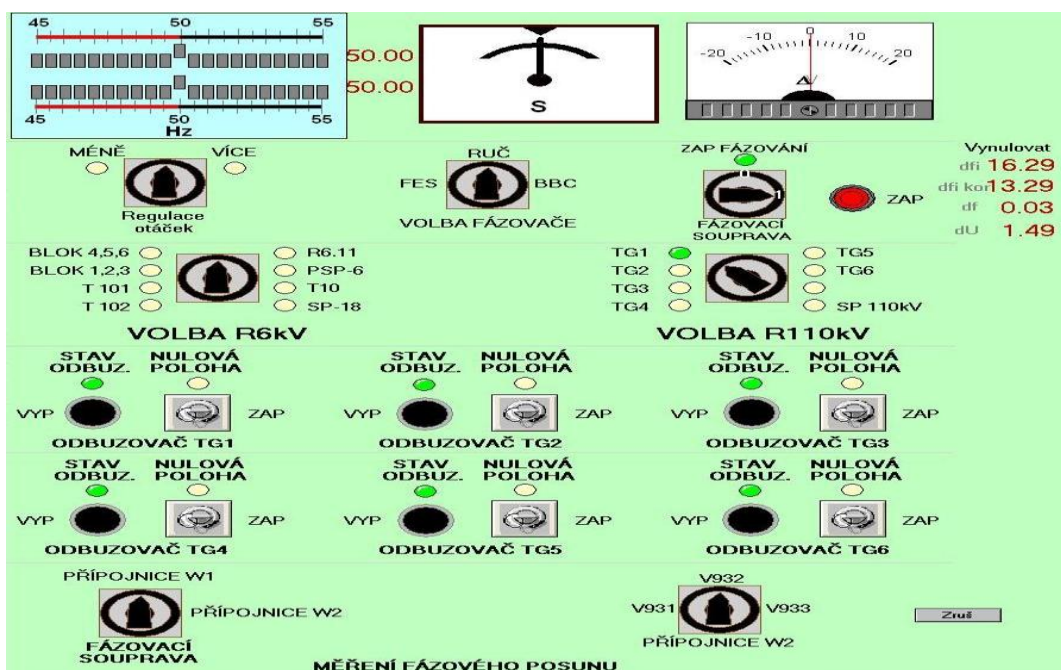 45 50 55
50.00
50.00
45 50 55
Hz
S
-20 -10 0 10 20
ΔV
MÉNĚ VÍCE
Regulace
otáček
RUČ
FES BBC
VOLBA FÁZOVAČE
ZAP FÁZOVÁNÍ
0
1
ZAP
FÁZOVACÍ
SOUPRAVA
Vynulovat
dfi 16.29
dfi kor 13.29
df 0.03
dU 1.49
BLOK 4,5,6 R6.11
BLOK 1,2,3 PSP-6
T 101 T10
T 102 SP-18
VOLBA R6kV
TG1 TG5
TG2 TG6
TG3
TG4 SP 110kV
VOLBA R110kV
STAV NULOVÁ
ODBUZ. POLOHA
VYP ZAP
ODBUZOVAČ TG1
STAV NULOVÁ
ODBUZ. POLOHA
VYP ZAP
ODBUZOVAČ TG2
STAV NULOVÁ
ODBUZ. POLOHA
VYP ZAP
ODBUZOVAČ TG3
STAV NULOVÁ
ODBUZ. POLOHA
VYP ZAP
ODBUZOVAČ TG4
STAV NULOVÁ
ODBUZ. POLOHA
VYP ZAP
ODBUZOVAČ TG5
STAV NULOVÁ
ODBUZ. POLOHA
VYP ZAP
ODBUZOVAČ TG6
PŘÍPOJNICE W1
PŘÍPOJNICE W2
FÁZOVACÍ
SOUPRAVA
V932
V931 V933
PŘÍPOJNICE W2
Zruš
MĚŘENÍ FÁZOVÉHO POSUNU